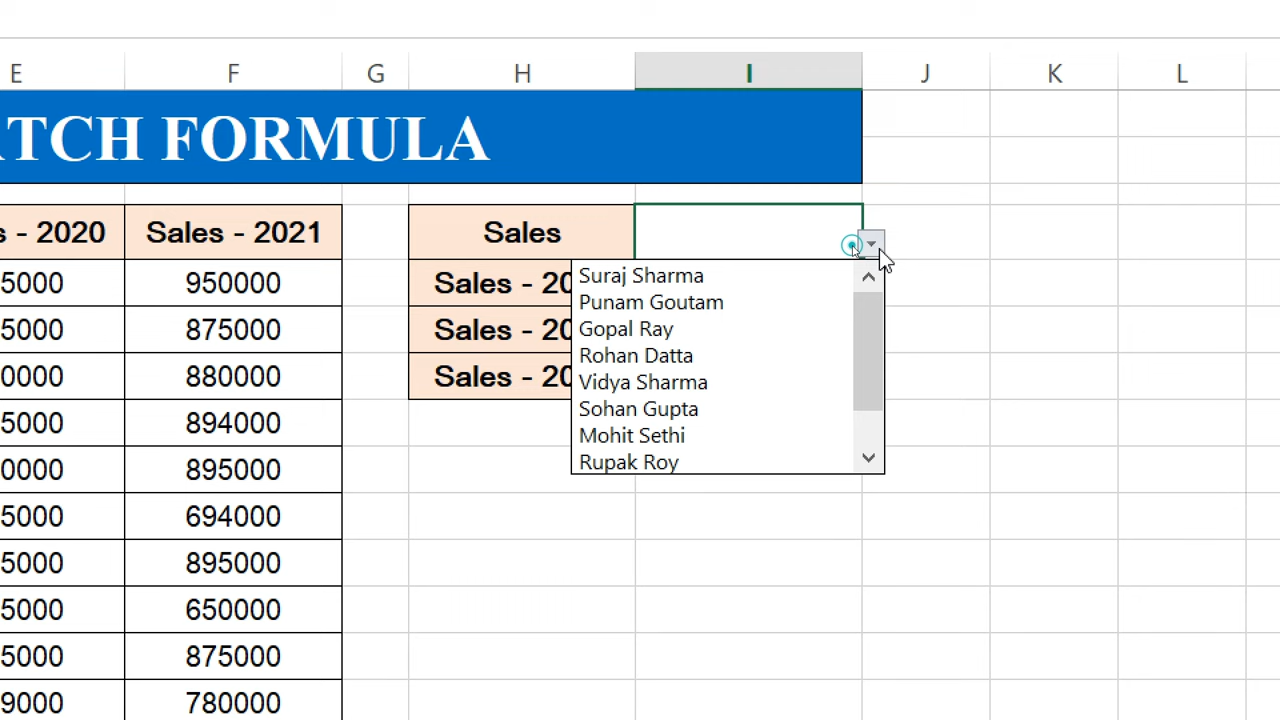 E F G H I J K L
TCH FORMULA
s - 2020 Sales - 2021 Sales
5000 950000 Sales - 20
5000 875000 Sales - 20
0000 880000 Sales - 20
5000 894000
0000 895000
5000 694000
5000 895000
5000 650000
5000 875000
9000 780000
Suraj Sharma
Punam Goutam
Gopal Ray
Rohan Datta
Vidya Sharma
Sohan Gupta
Mohit Sethi
Rupak Roy